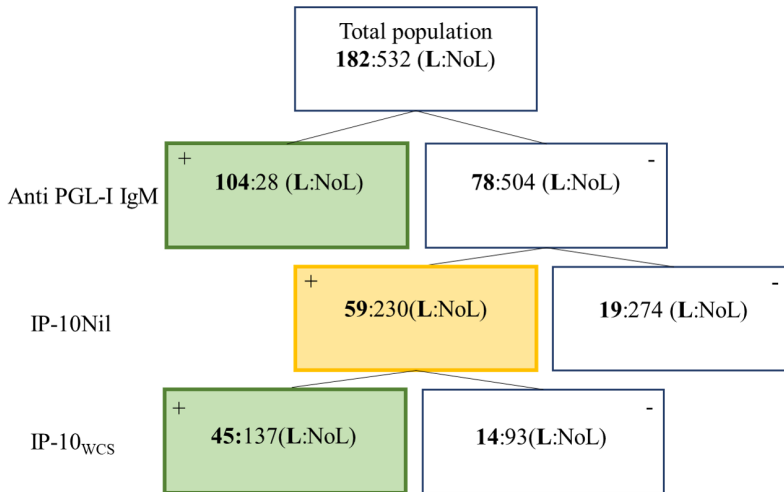 Total population
182:532 (L:NoL)
+
-
Anti PGL-I IgM
104:28 (L:NoL)
78:504 (L:NoL)
+
-
IP-10Nil
59:230(L:NoL)
19:274 (L:NoL)
+
-
IP-10WCS
45:137(L:NoL)
14:93(L:NoL)